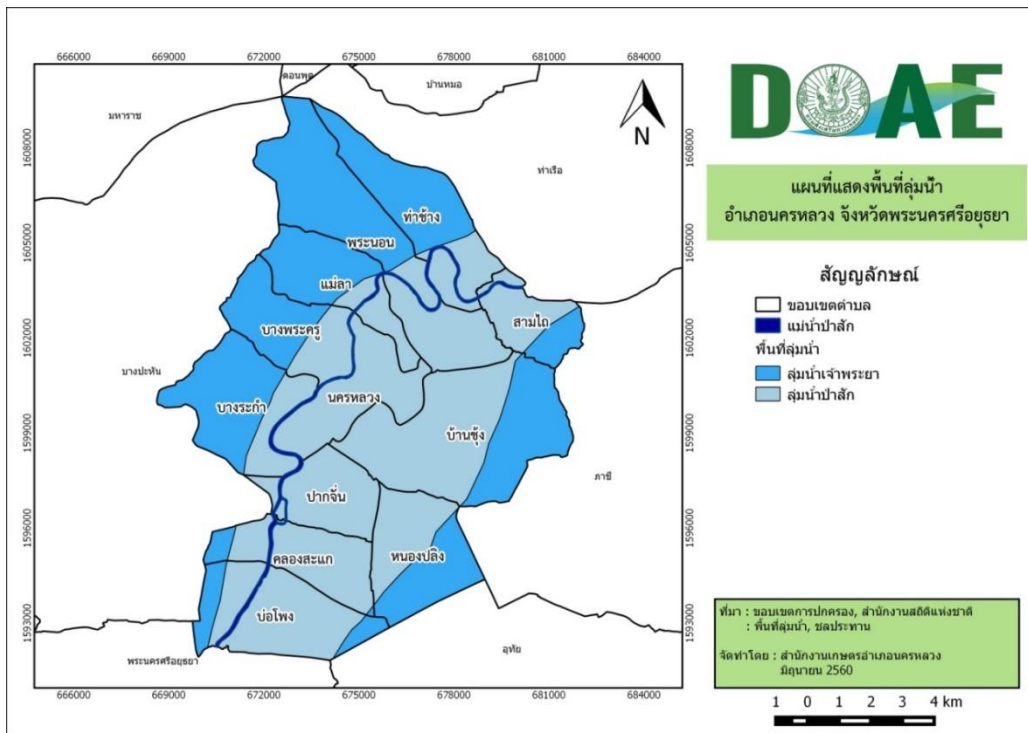 666000 669000 672000 675000 678000 681000 684000
1608000
1605000
1602000
1599000
1596000
1593000
ดอนพุด
บ้านหมอ
มหาราช
ท่าเรือ
N
ท่าช้าง
พระนอน
แม่ลา
สามไถ
บางพระครู
บางปะหัน
บางระกำ
นครหลวง
บ้านชุ้ง
ภาชี
ปากจั่น
คลองสะแก
หนองปลิง
บ่อโพง
พระนครศรีอยุธยา
อุทัย
1608000
1605000
1602000
1599000
1596000
1593000
666000 669000 672000 675000 678000 681000 684000
DOAE
แผนที่แสดงพื้นที่ลุ่มน้ำ
อำเภอนครหลวง จังหวัดพระนครศรีอยุธยา
สัญญลักษณ์
ขอบเขตตำบล
แม่น้ำป่าสัก
พื้นที่ลุ่มน้ำ
ลุ่มน้ำเจ้าพระยา
ลุ่มน้ำป่าสัก
ที่มา : ขอบเขตการปกครอง, สำนักงานสถิติแห่งชาติ
: พื้นที่ลุ่มน้ำ, ชลประทาน
จัดทำโดย : สำนักงานเกษตรอำเภอนครหลวง
มิถุนายน 2560
1 0 1 2 3 4 km